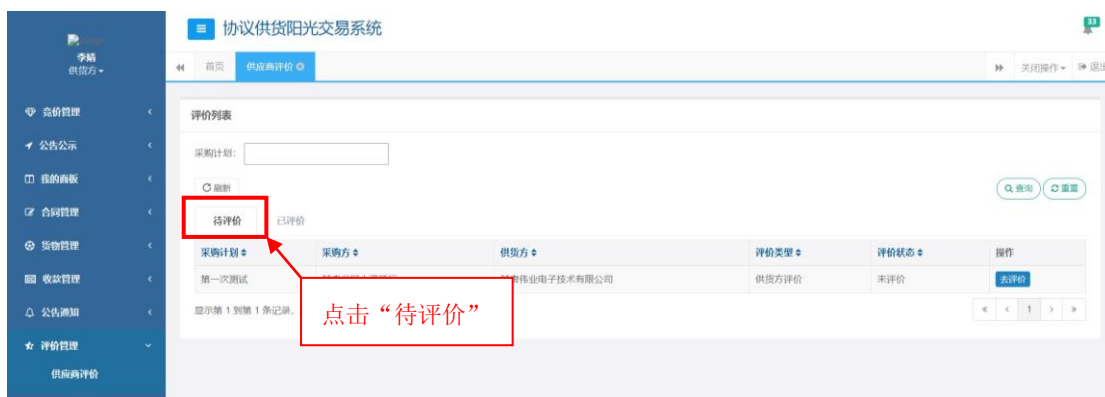 协议供货阳光交易系统
33
李婧
供货方
首页 供应商评价
关闭操作 退出
竞价管理
公告公示
我的面板
合同管理
货物管理
收款管理
公告通知
评价管理
供应商评价
评价列表
采购计划：
刷新
查询 重置
待评价 已评价
采购计划 采购方 供货方 评价类型 评价状态 操作
第一次测试 伟业电子技术有限公司 供货方评价 未评价 去评价
显示第 1 到第 1 条记录，
« ‹ 1 › »
点击“待评价”